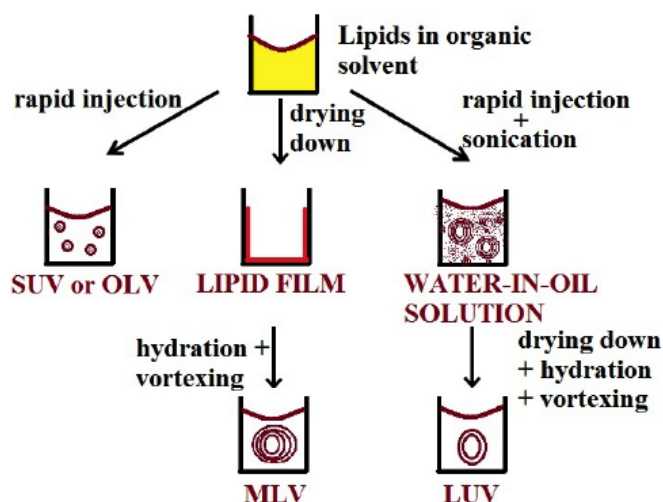 Lipids in organic
solvent
rapid injection
drying
down
rapid injection
+
sonication
SUV or OLV
LIPID FILM
WATER-IN-OIL
SOLUTION
hydration +
vortexing
drying down
+ hydration
+ vortexing
MLV
LUV